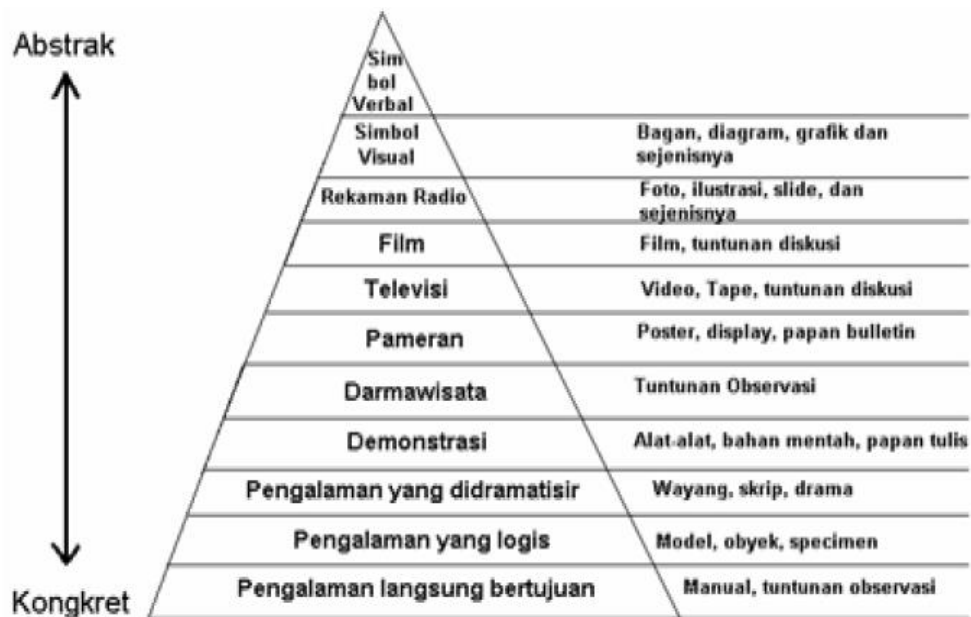 Abstrak
Sim
bol
Verbal
Simbol
Visual
Bagan, diagram, grafik dan
sejenisnya
Rekaman Radio
Foto, ilustrasi, slide, dan
sejenisnya
Film
Film, tuntunan diskusi
Televisi
Video, Tape, tuntunan diskusi
Pameran
Poster, display, papan bulletin
Darmawisata
Tuntunan Observasi
Demonstrasi
Alat-alat, bahan mentah, papan tulis
Pengalaman yang didramatisir
Wayang, skrip, drama
Pengalaman yang logis
Model, obyek, specimen
Pengalaman langsung bertujuan
Manual, tuntunan observasi
Kongkret